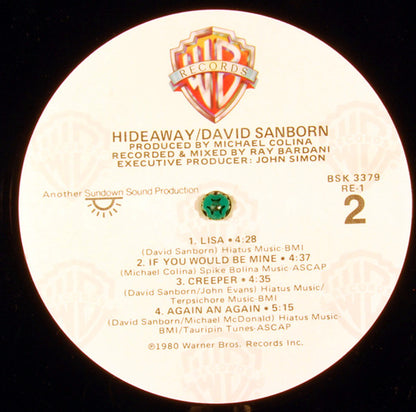 WB
RECORDS
HIDEAWAY/DAVID SANBORN
PRODUCED BY MICHAEL COLINA
RECORDED & MIXED BY RAY BARDANI
EXECUTIVE PRODUCER: JOHN SIMON
BSK 3379
RE-1
2
Another Sundown Sound Production
1. LISA • 4:28
(David Sanborn) Hiatus Music-BMI
2. IF YOU WOULD BE MINE • 4:37
(Michael Colina) Spike Bolina Music-ASCAP
3. CREEPER • 4:35
(David Sanborn/John Evans) Hiatus Music/
Terpsichore Music-BMI
4. AGAIN AN AGAIN • 5:15
(David Sanborn/Michael McDonald) Hiatus Music-
BMI/Tauripin Tunes-ASCAP
℗1980 Warner Bros. Records Inc.